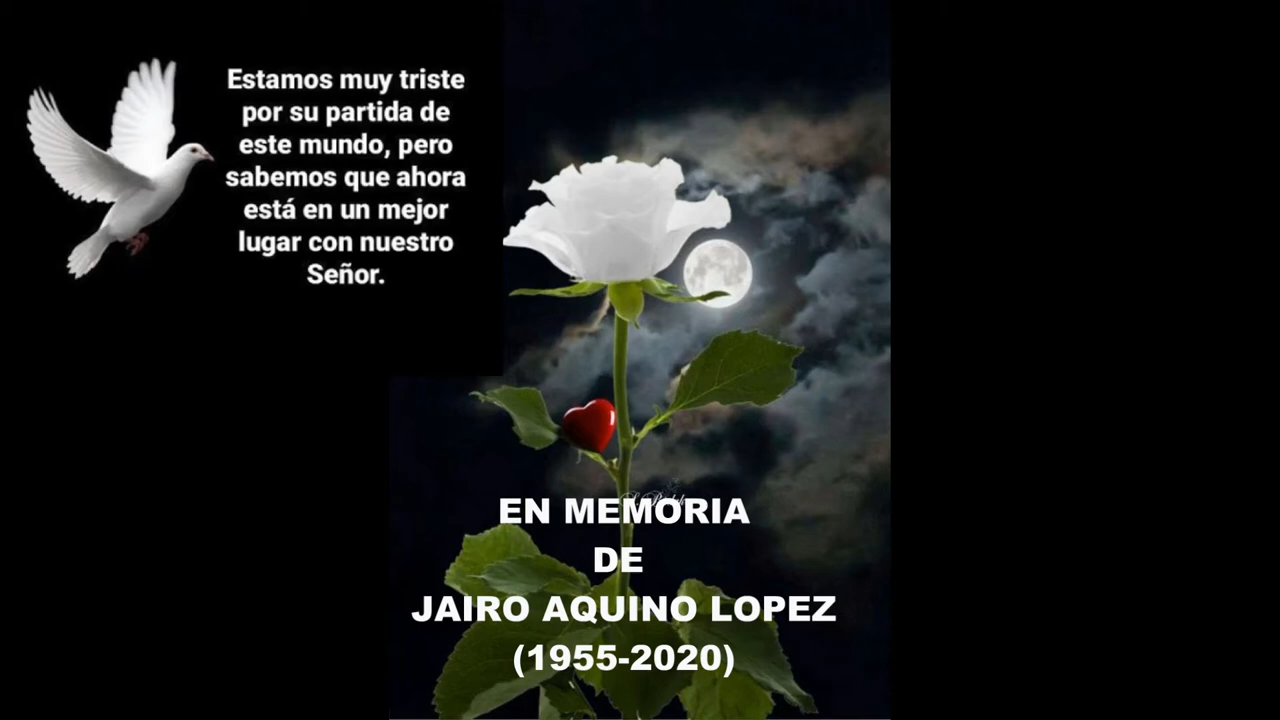 Estamos muy triste
por su partida de
este mundo, pero
sabemos que ahora
está en un mejor
lugar con nuestro
Señor.
EN MEMORIA
DE
JAIRO AQUINO LOPEZ
(1955-2020)